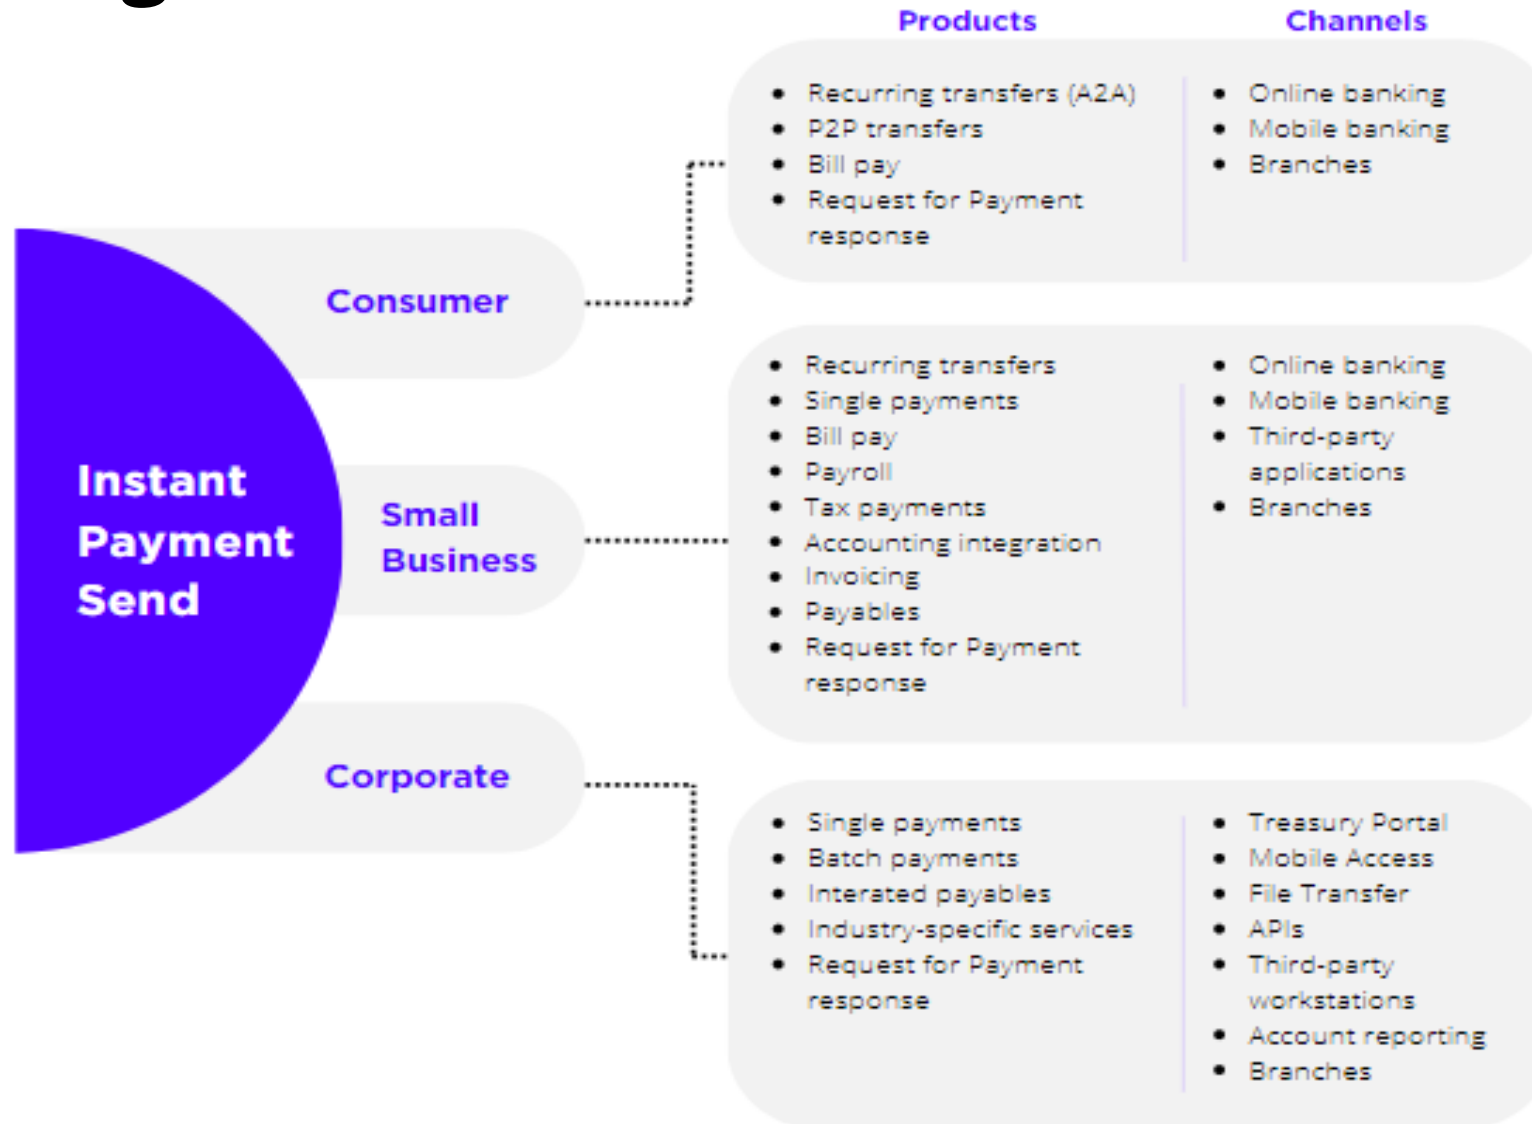 Products
Channels
• Recurring transfers (A2A)
• P2P transfers
• Bill pay
• Request for Payment
response
• Online banking
• Mobile banking
• Branches
Consumer
• Recurring transfers
• Single payments
• Bill pay
• Payroll
• Tax payments
• Accounting integration
• Invoicing
• Payables
• Request for Payment
response
• Online banking
• Mobile banking
• Third-party
applications
• Branches
Instant
Payment
Send
Small
Business
Corporate
• Single payments
• Batch payments
• Interated payables
• Industry-specific services
• Request for Payment
response
• Treasury Portal
• Mobile Access
• File Transfer
• APIs
• Third-party
workstations
• Account reporting
• Branches